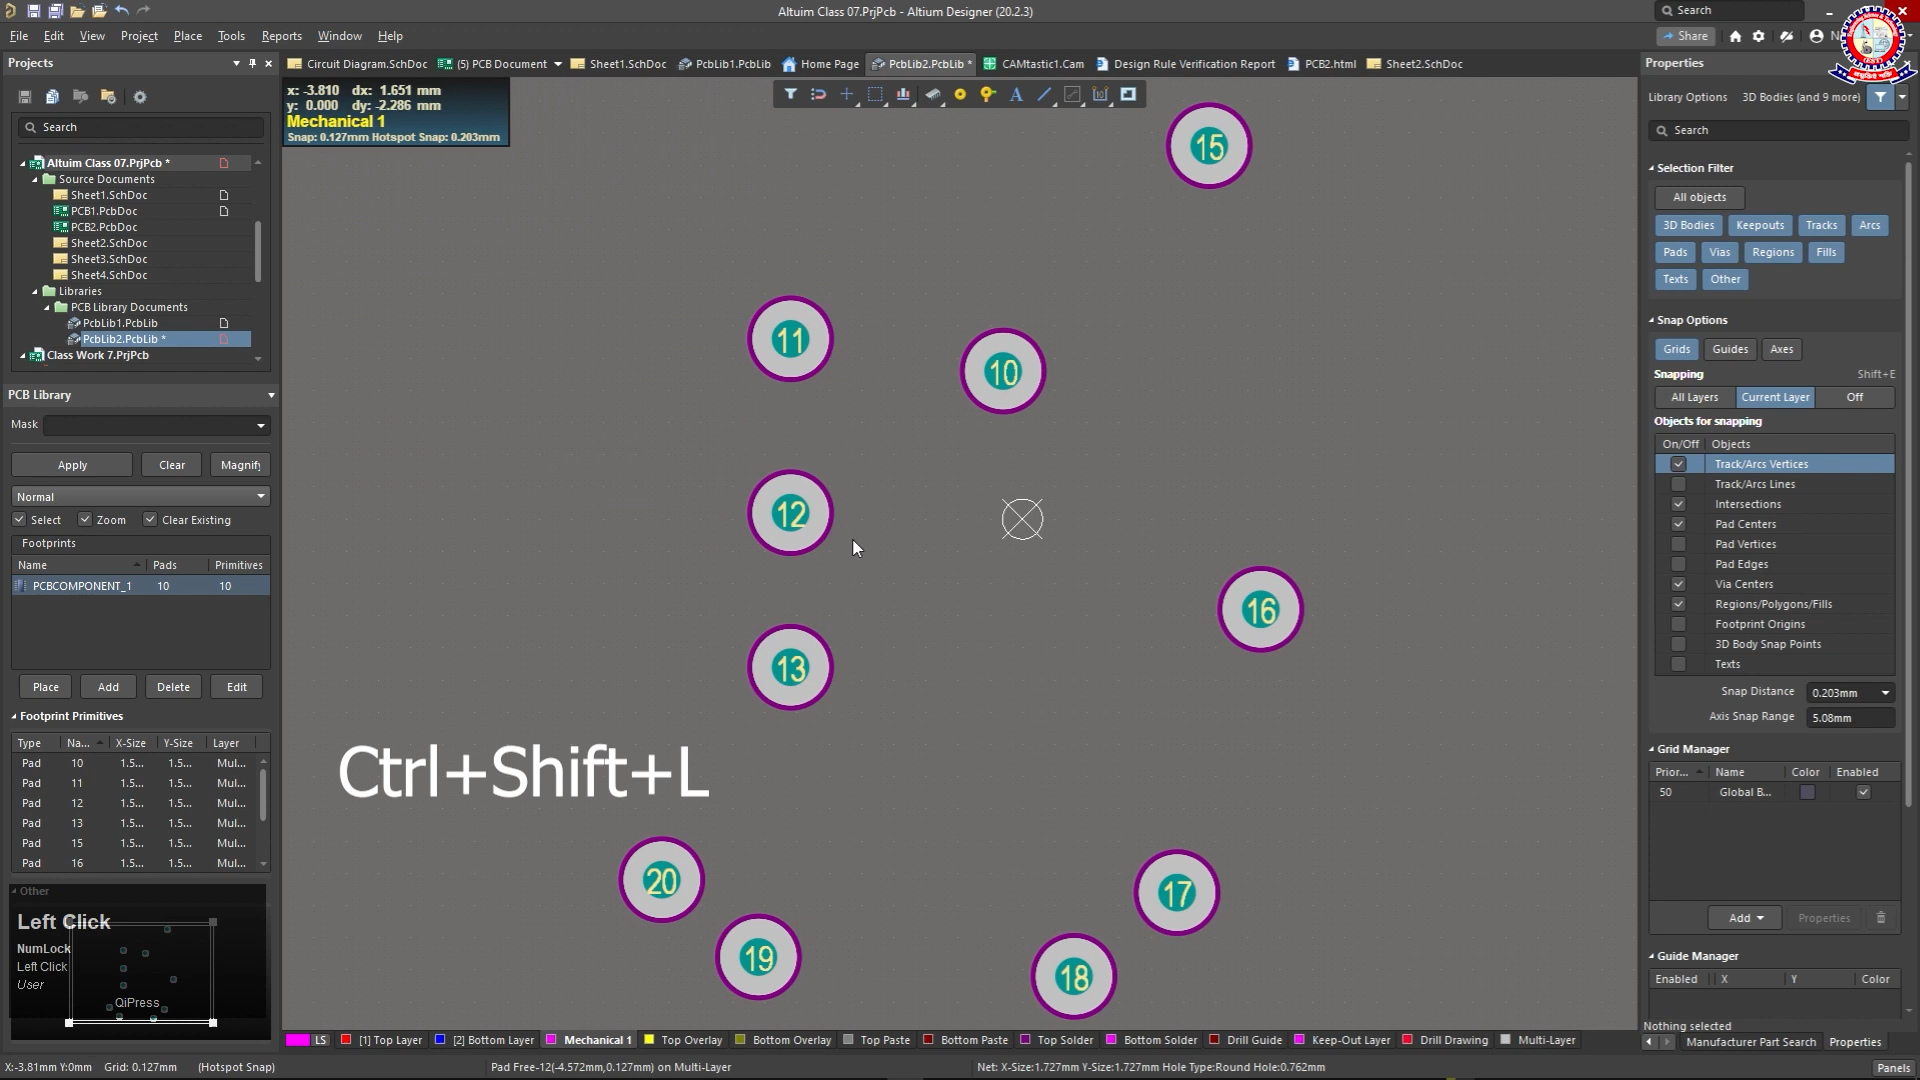 Altuim Class 07.PrjPcb - Altium Designer (20.2.3)
Search
File Edit View Project Place Tools Reports Window Help
Share
Projects
Circuit Diagram.SchDoc (5) PCB Document Sheet1.SchDoc PcbLib1.PcbLib Home Page PcbLib2.PcbLib * CAMtastic1.Cam Design Rule Verification Report PCB2.html Sheet2.SchDoc
Properties
x: -3.810 dx: 1.651 mm
y: 0.000 dy: -2.286 mm
Mechanical 1
Snap: 0.127mm Hotspot Snap: 0.203mm
Library Options 3D Bodies (and 9 more)
Search
Search
Altuim Class 07.PrjPcb *
Source Documents
Sheet1.SchDoc
PCB1.PcbDoc
PCB2.PcbDoc
Sheet2.SchDoc
Sheet3.SchDoc
Sheet4.SchDoc
Libraries
PCB Library Documents
PcbLib1.PcbLib
PcbLib2.PcbLib *
Class Work 7.PrjPcb
PCB Library
Mask
Apply Clear Magnify
Normal
Select Zoom Clear Existing
Footprints
Name Pads Primitives
PCBCOMPONENT_1 10 10
Place Add Delete Edit
Footprint Primitives
Type Na... X-Size Y-Size Layer
Pad 10 1.5... 1.5... Mul...
Pad 11 1.5... 1.5... Mul...
Pad 12 1.5... 1.5... Mul...
Pad 13 1.5... 1.5... Mul...
Pad 15 1.5... 1.5... Mul...
Pad 16 1.5... 1.5... Mul...
Other
Left Click
NumLock
Left Click
User
QiPress
15
11
10
12
16
13
Ctrl+Shift+L
20
17
19
18
Selection Filter
All objects
3D Bodies Keepouts Tracks Arcs
Pads Vias Regions Fills
Texts Other
Snap Options
Grids Guides Axes
Snapping Shift+E
All Layers Current Layer Off
Objects for snapping
On/Off Objects
Track/Arcs Vertices
Track/Arcs Lines
Intersections
Pad Centers
Pad Vertices
Pad Edges
Via Centers
Regions/Polygons/Fills
Footprint Origins
3D Body Snap Points
Texts
Snap Distance 0.203mm
Axis Snap Range 5.08mm
Grid Manager
Prior... Name Color Enabled
50 Global B...
Add Properties
Guide Manager
Enabled X Y Color
Nothing selected
Manufacturer Part Search Properties
LS [1] Top Layer [2] Bottom Layer Mechanical 1 Top Overlay Bottom Overlay Top Paste Bottom Paste Top Solder Bottom Solder Drill Guide Keep-Out Layer Drill Drawing Multi-Layer
X:-3.81mm Y:0mm Grid: 0.127mm (Hotspot Snap) Pad Free-12(-4.572mm,0.127mm) on Multi-Layer Net: X-Size:1.727mm Y-Size:1.727mm Hole Type:Round Hole:0.762mm Panels